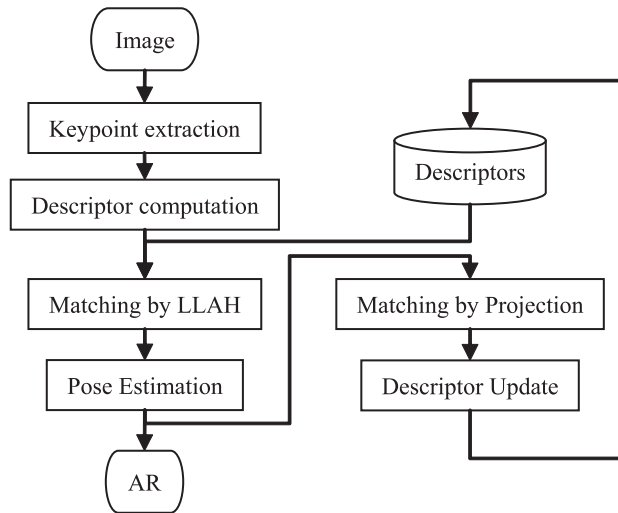 Image
Keypoint extraction
Descriptor computation
Matching by LLAH
Pose Estimation
AR
Descriptors
Matching by Projection
Descriptor Update